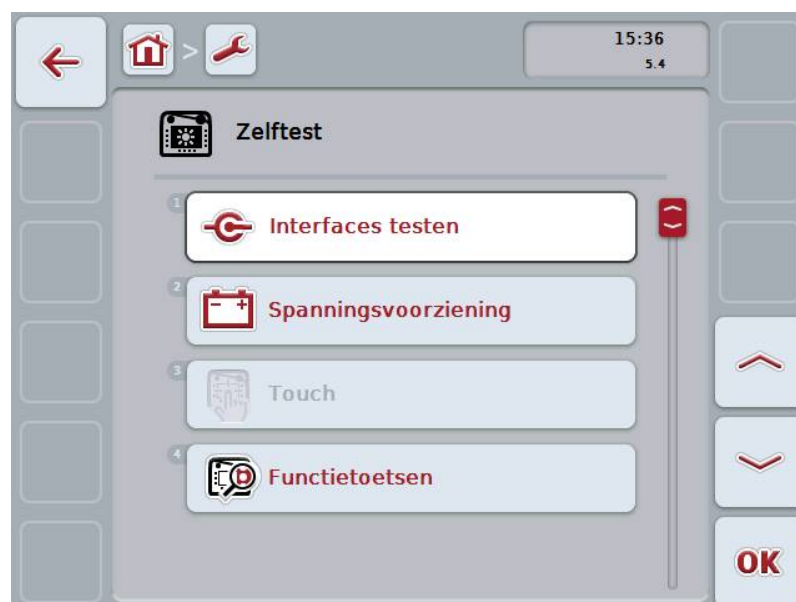 >
15:36
5.4
Zelftest
1
Interfaces testen
2
Spanningsvoorziening
3
Touch
4
Functietoetsen
OK